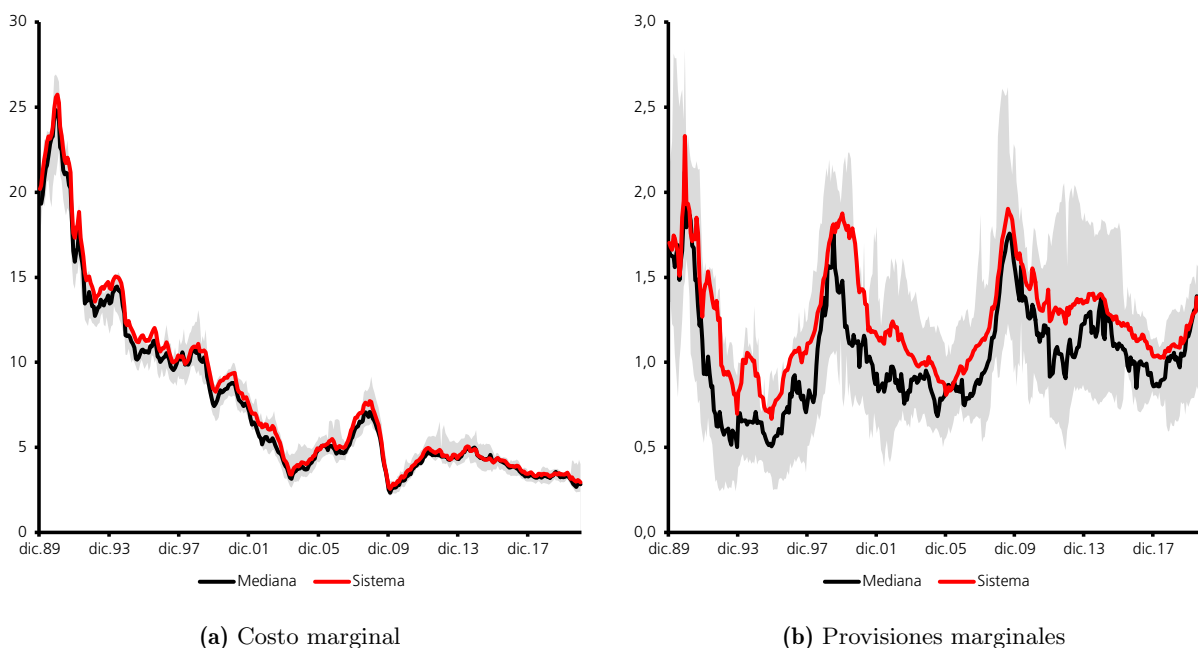 30
25
20
15
10
5
0
dic.89 dic.93 dic.97 dic.01 dic.05 dic.09 dic.13 dic.17
Mediana Sistema
(a) Costo marginal
3,0
2,5
2,0
1,5
1,0
0,5
0,0
dic.89 dic.93 dic.97 dic.01 dic.05 dic.09 dic.13 dic.17
Mediana Sistema
(b) Provisiones marginales